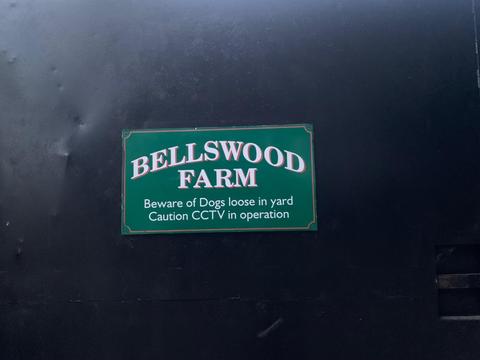 BELLSWOOD
FARM
Beware of Dogs loose in yard
Caution CCTV in operation